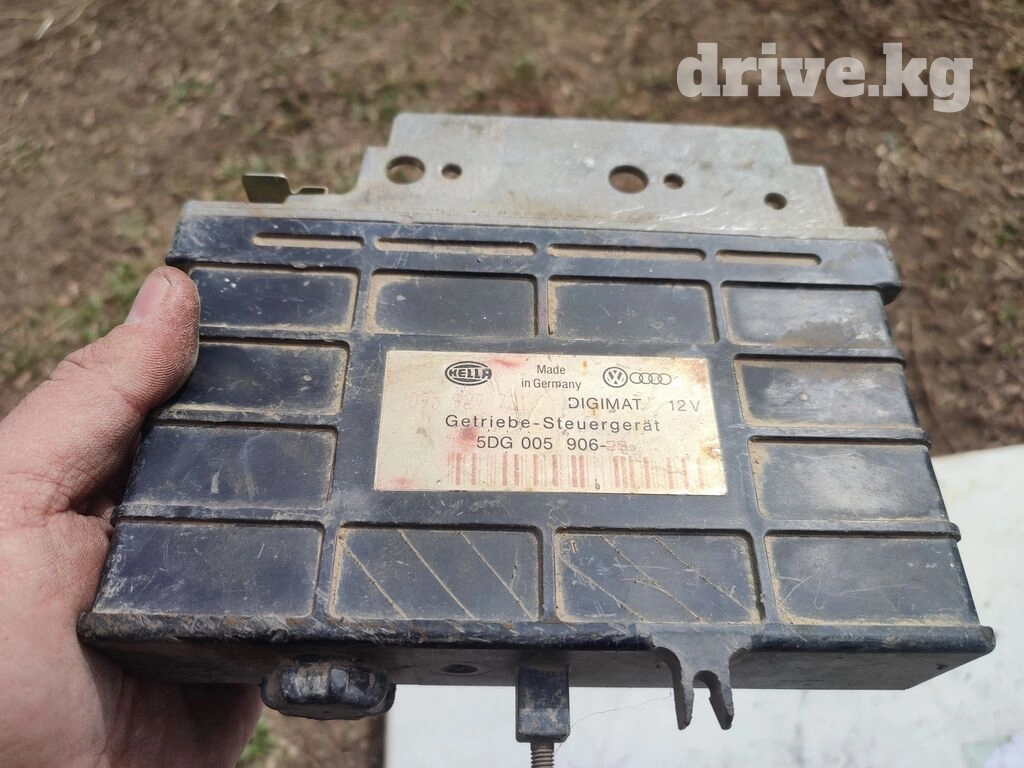 drive.kg
HELLA
Made
in Germany
DIGIMAT 12V
Getriebe-Steuergerät
5DG 005 906-